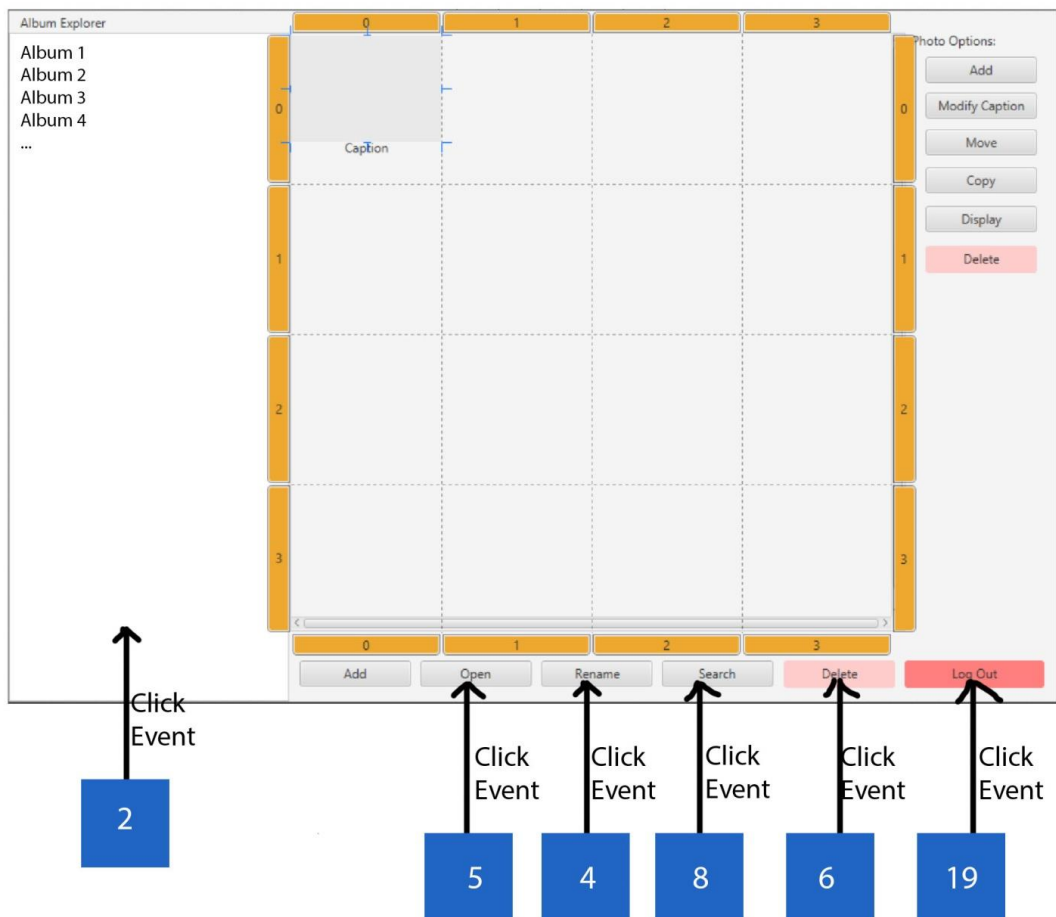 Album Explorer
0 1 2 3
Album 1
Album 2
Album 3
Album 4
...
0
Caption
0
Photo Options:
Add
Modify Caption
Move
Copy
Display
Delete
1
1
2
2
3
3
0 1 2 3
Add Open Rename Search Delete Log Out
Click
Event
Click
Event
Click
Event
Click
Event
Click
Event
Click
Event
2
5 4 8 6 19